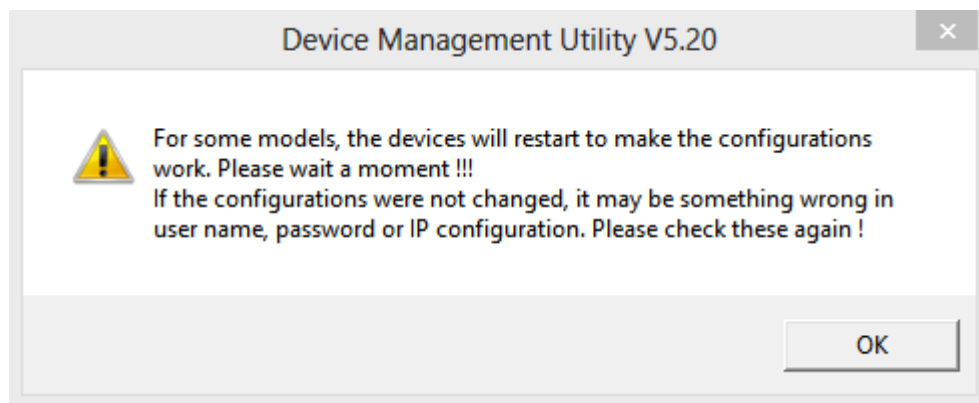 Device Management Utility V5.20
For some models, the devices will restart to make the configurations
work. Please wait a moment !!!
If the configurations were not changed, it may be something wrong in
user name, password or IP configuration. Please check these again !
OK